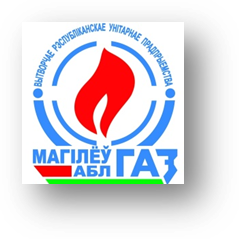 ВЫТВОРЧАЕ РЭСПУБЛІКАНСКАЕ УНІТАРНАЕ ПРАДПРЫЕМСТВА
МАГІЛЁЎ
АБЛ
ГАЗ